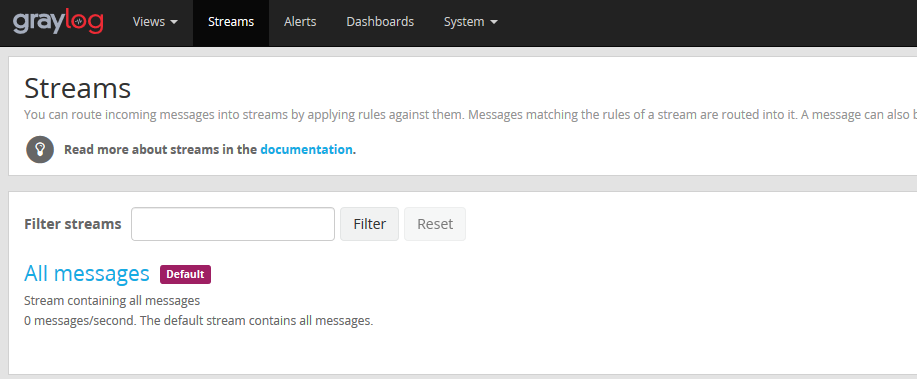 graylog Views Streams Alerts Dashboards System
Streams
You can route incoming messages into streams by applying rules against them. Messages matching the rules of a stream are routed into it. A message can also b
Read more about streams in the documentation.
Filter streams Filter Reset
All messages Default
Stream containing all messages
0 messages/second. The default stream contains all messages.